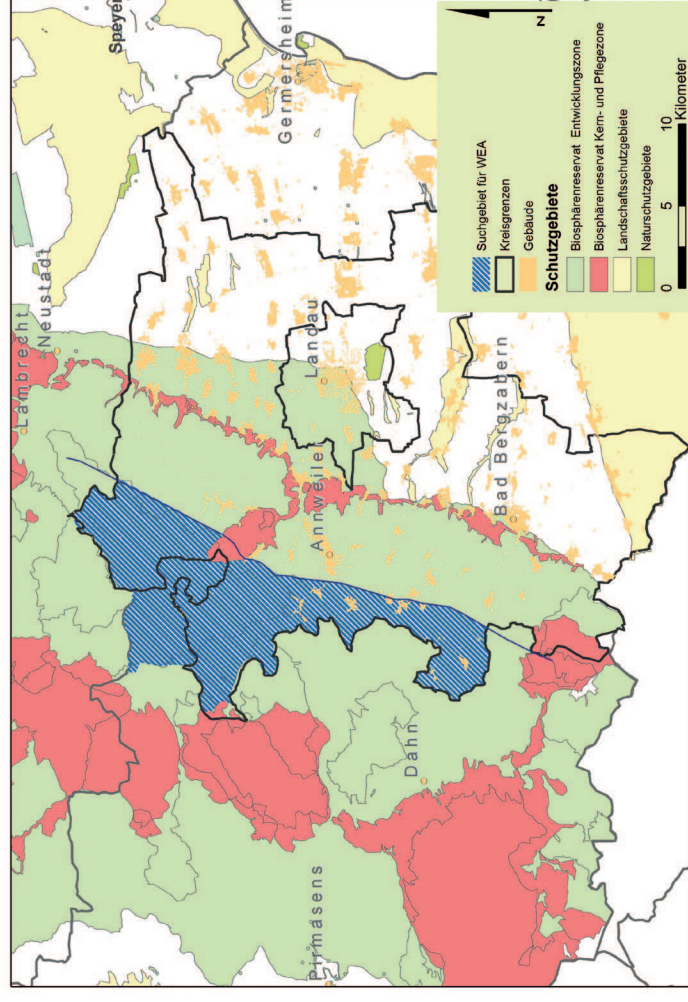 Speyer
Lambrecht
Neustadt
Germersheim
Landau
Annweiler
Bad Bergzabern
Dahn
Pirmasens
N
Suchgebiet für WEA
Kreisgrenzen
Gebäude
Schutzgebiete
Biosphärenreservat Entwicklungszone
Biosphärenreservat Kern- und Pflegezone
Landschaftsschutzgebiete
Naturschutzgebiete
0 5 10
Kilometer